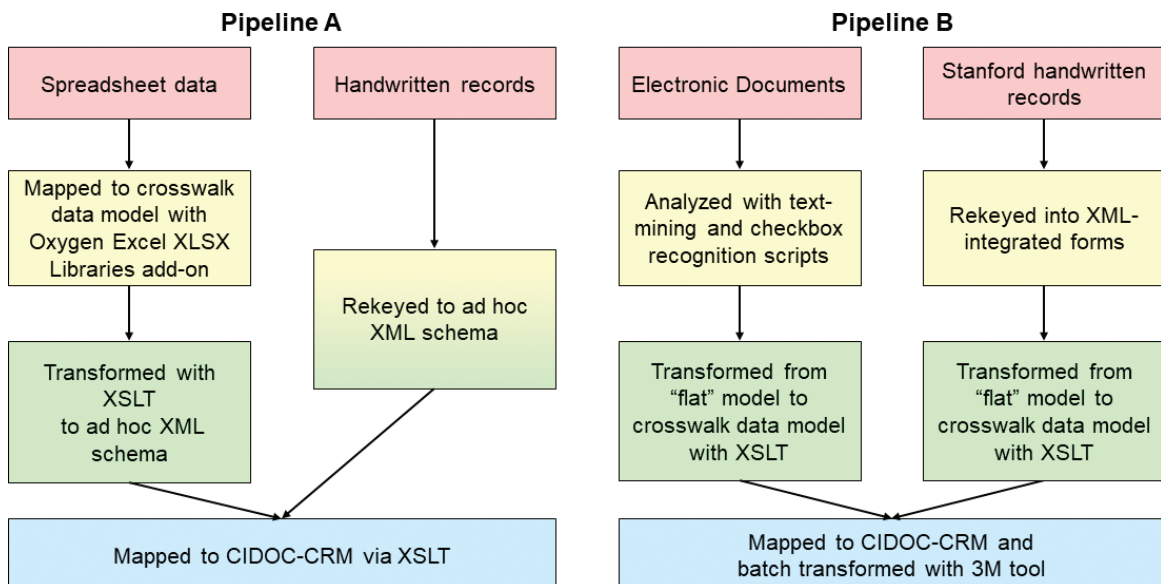 Pipeline A
Spreadsheet data
Handwritten records
Mapped to crosswalk
data model with
Oxygen Excel XLSX
Libraries add-on
Rekeyed to ad hoc
XML schema
Transformed with
XSLT
to ad hoc XML
schema
Mapped to CIDOC-CRM via XSLT
Pipeline B
Electronic Documents
Stanford handwritten
records
Analyzed with text-
mining and checkbox
recognition scripts
Rekeyed into XML-
integrated forms
Transformed from
“flat” model to
crosswalk data model
with XSLT
Transformed from
“flat” model to
crosswalk data model
with XSLT
Mapped to CIDOC-CRM and
batch transformed with 3M tool